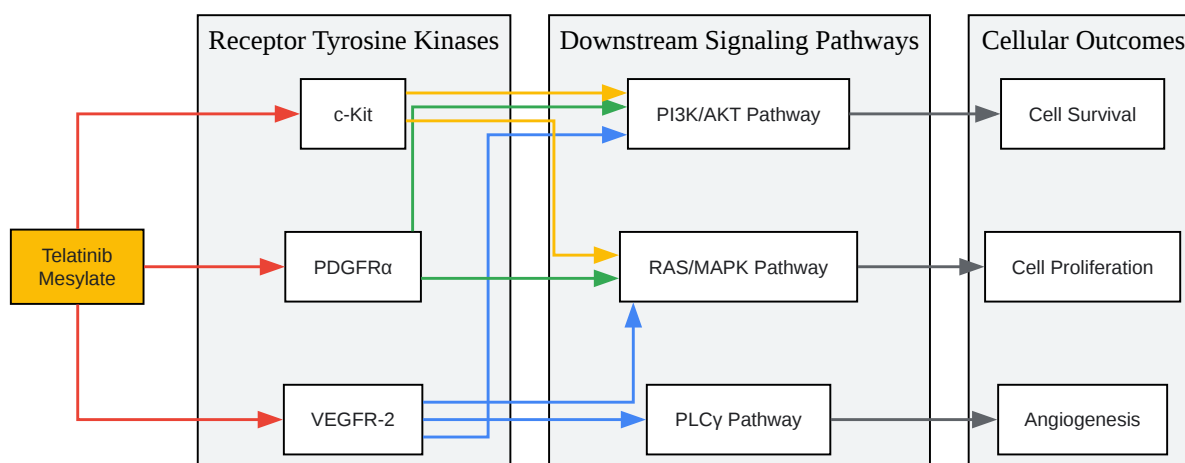 Receptor Tyrosine Kinases
Downstream Signaling Pathways
Cellular Outcomes
c-Kit
PI3K/AKT Pathway
Cell Survival
Telatinib
Mesylate
PDGFRα
RAS/MAPK Pathway
Cell Proliferation
VEGFR-2
PLCγ Pathway
Angiogenesis